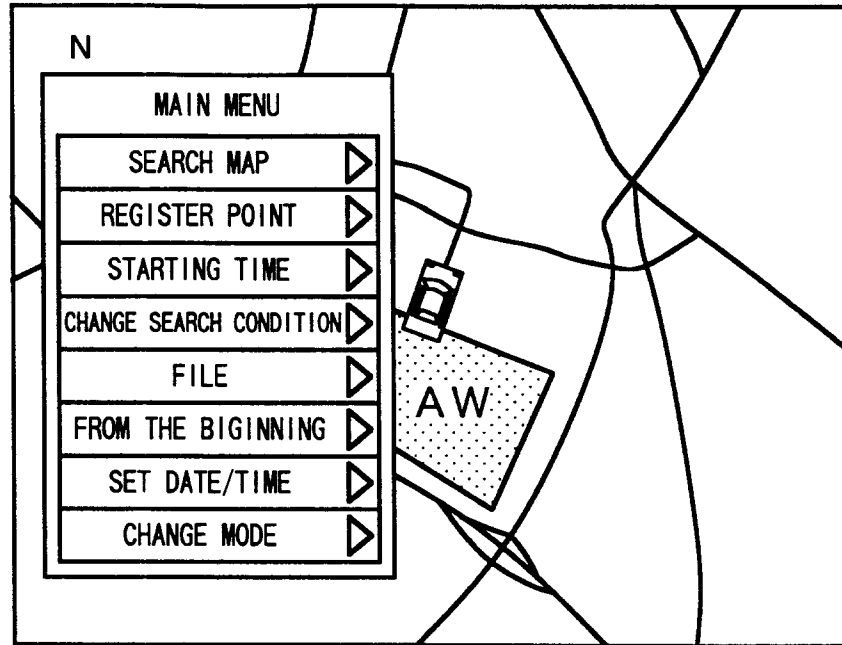 N
MAIN MENU
SEARCH MAP
REGISTER POINT
STARTING TIME
CHANGE SEARCH CONDITION
FILE
FROM THE BIGINNING
SET DATE/TIME
CHANGE MODE
AW